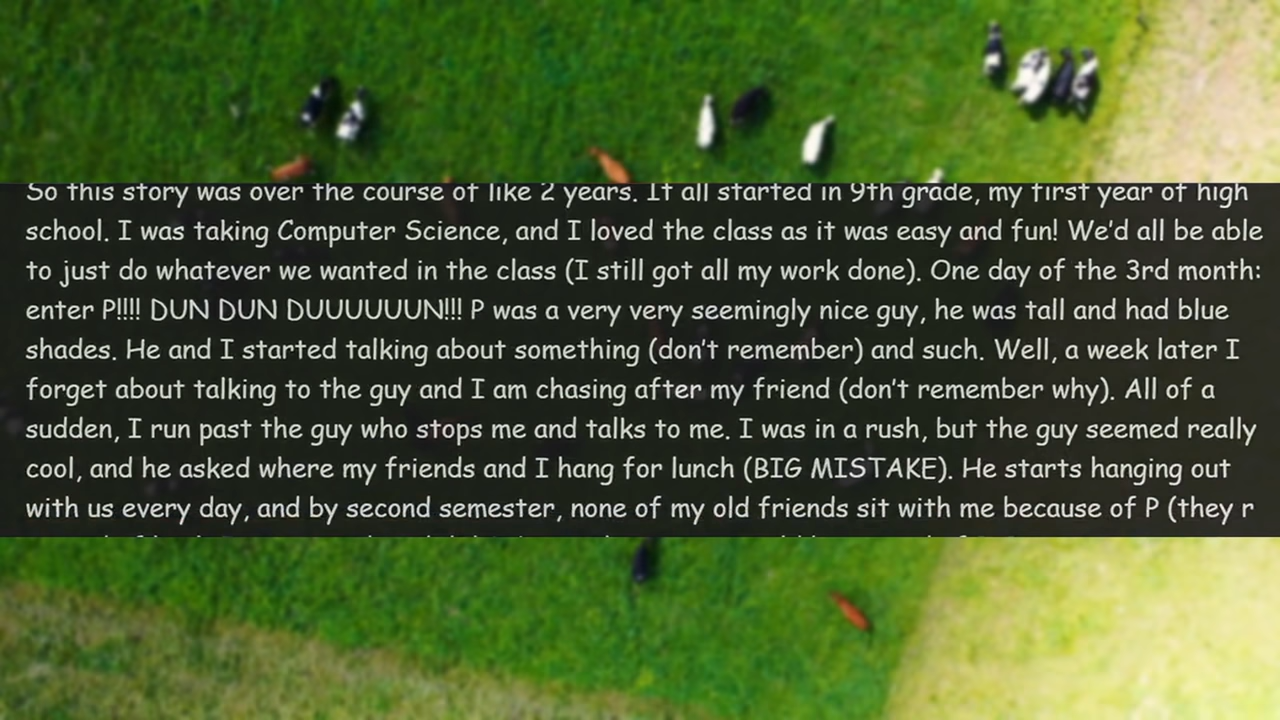 So this story was over the course of like 2 years. It all started in 9th grade, my first year of high
school. I was taking Computer Science, and I loved the class as it was easy and fun! We'd all be able
to just do whatever we wanted in the class (I still got all my work done). One day of the 3rd month:
enter P!!!! DUN DUN DUUUUUUN!!! P was a very very seemingly nice guy, he was tall and had blue
shades. He and I started talking about something (don't remember) and such. Well, a week later I
forget about talking to the guy and I am chasing after my friend (don't remember why). All of a
sudden, I run past the guy who stops me and talks to me. I was in a rush, but the guy seemed really
cool, and he asked where my friends and I hang for lunch (BIG MISTAKE). He starts hanging out
with us every day, and by second semester, none of my old friends sit with me because of P (they r